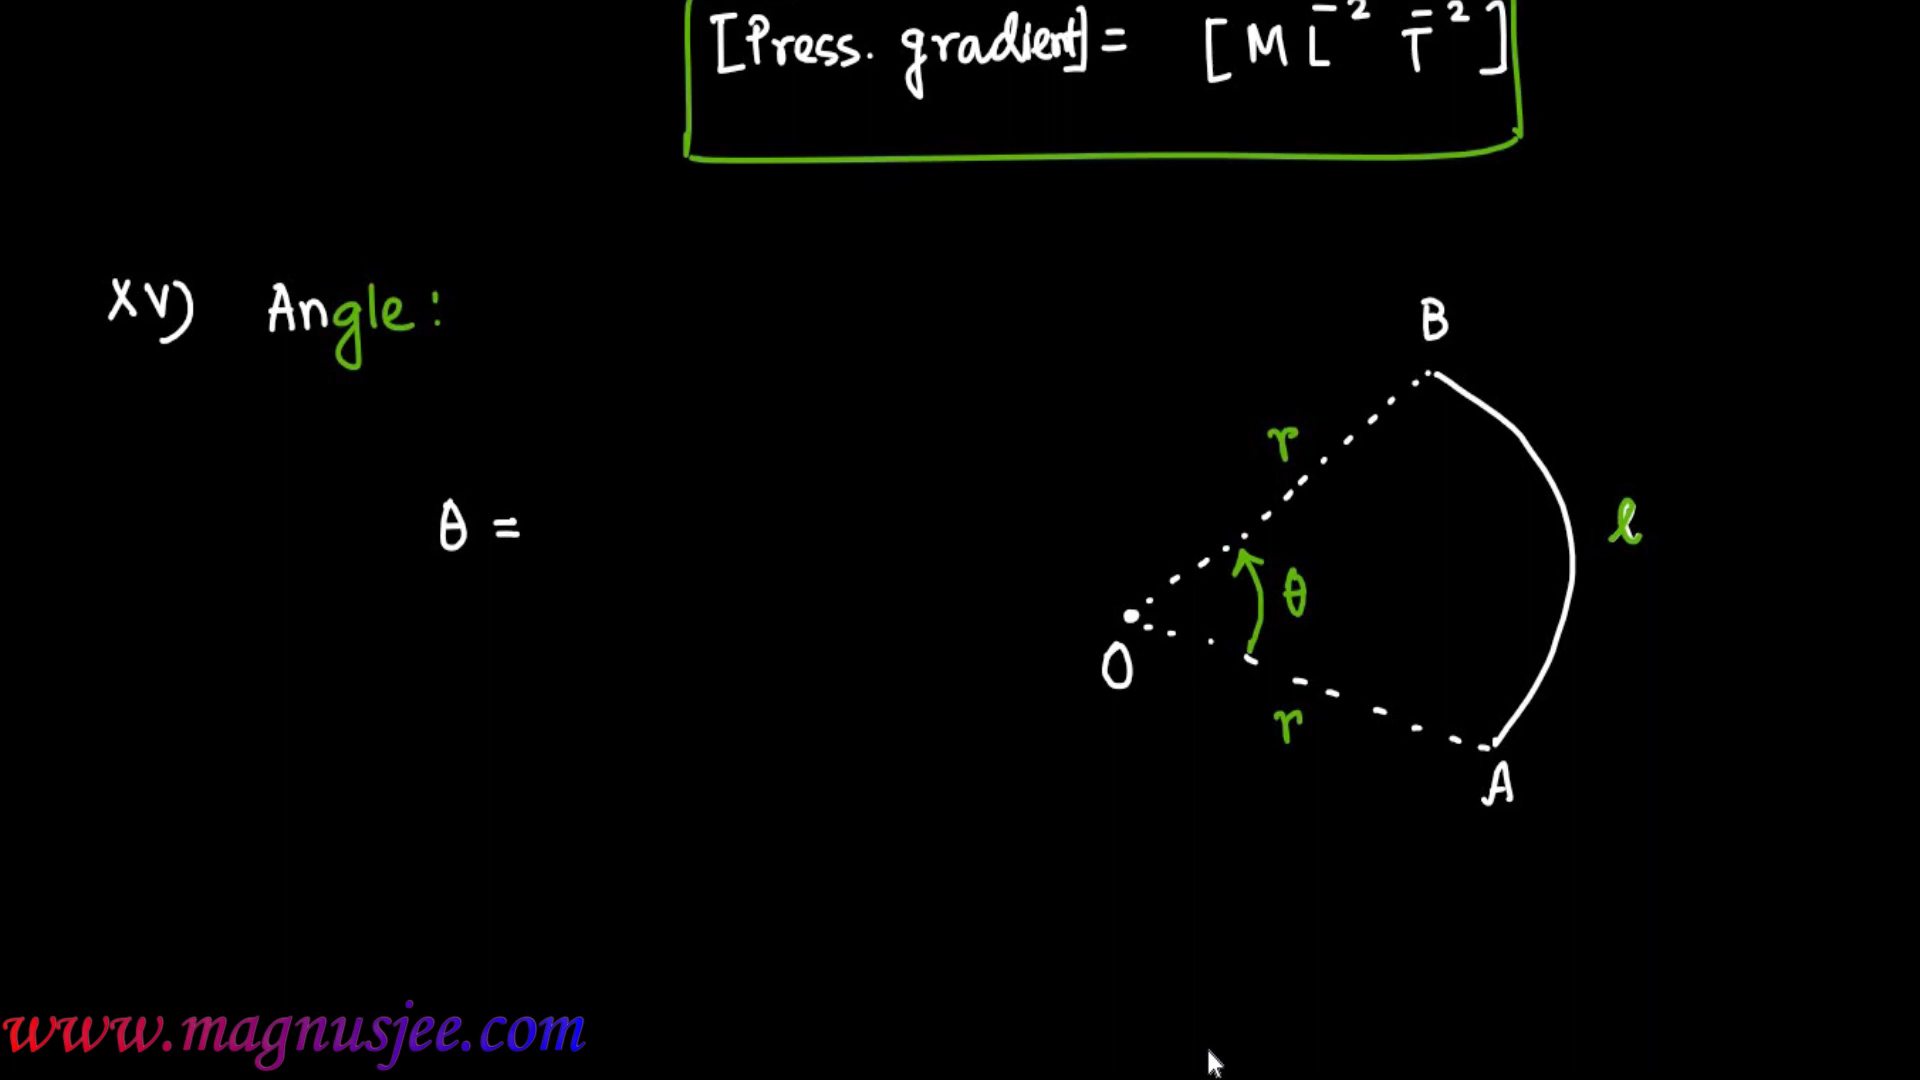 [Press. gradient] = [M L⁻² T⁻²]
XV) Angle :
B
r
l
θ =
θ
O
r
A
www.magnusjee.com